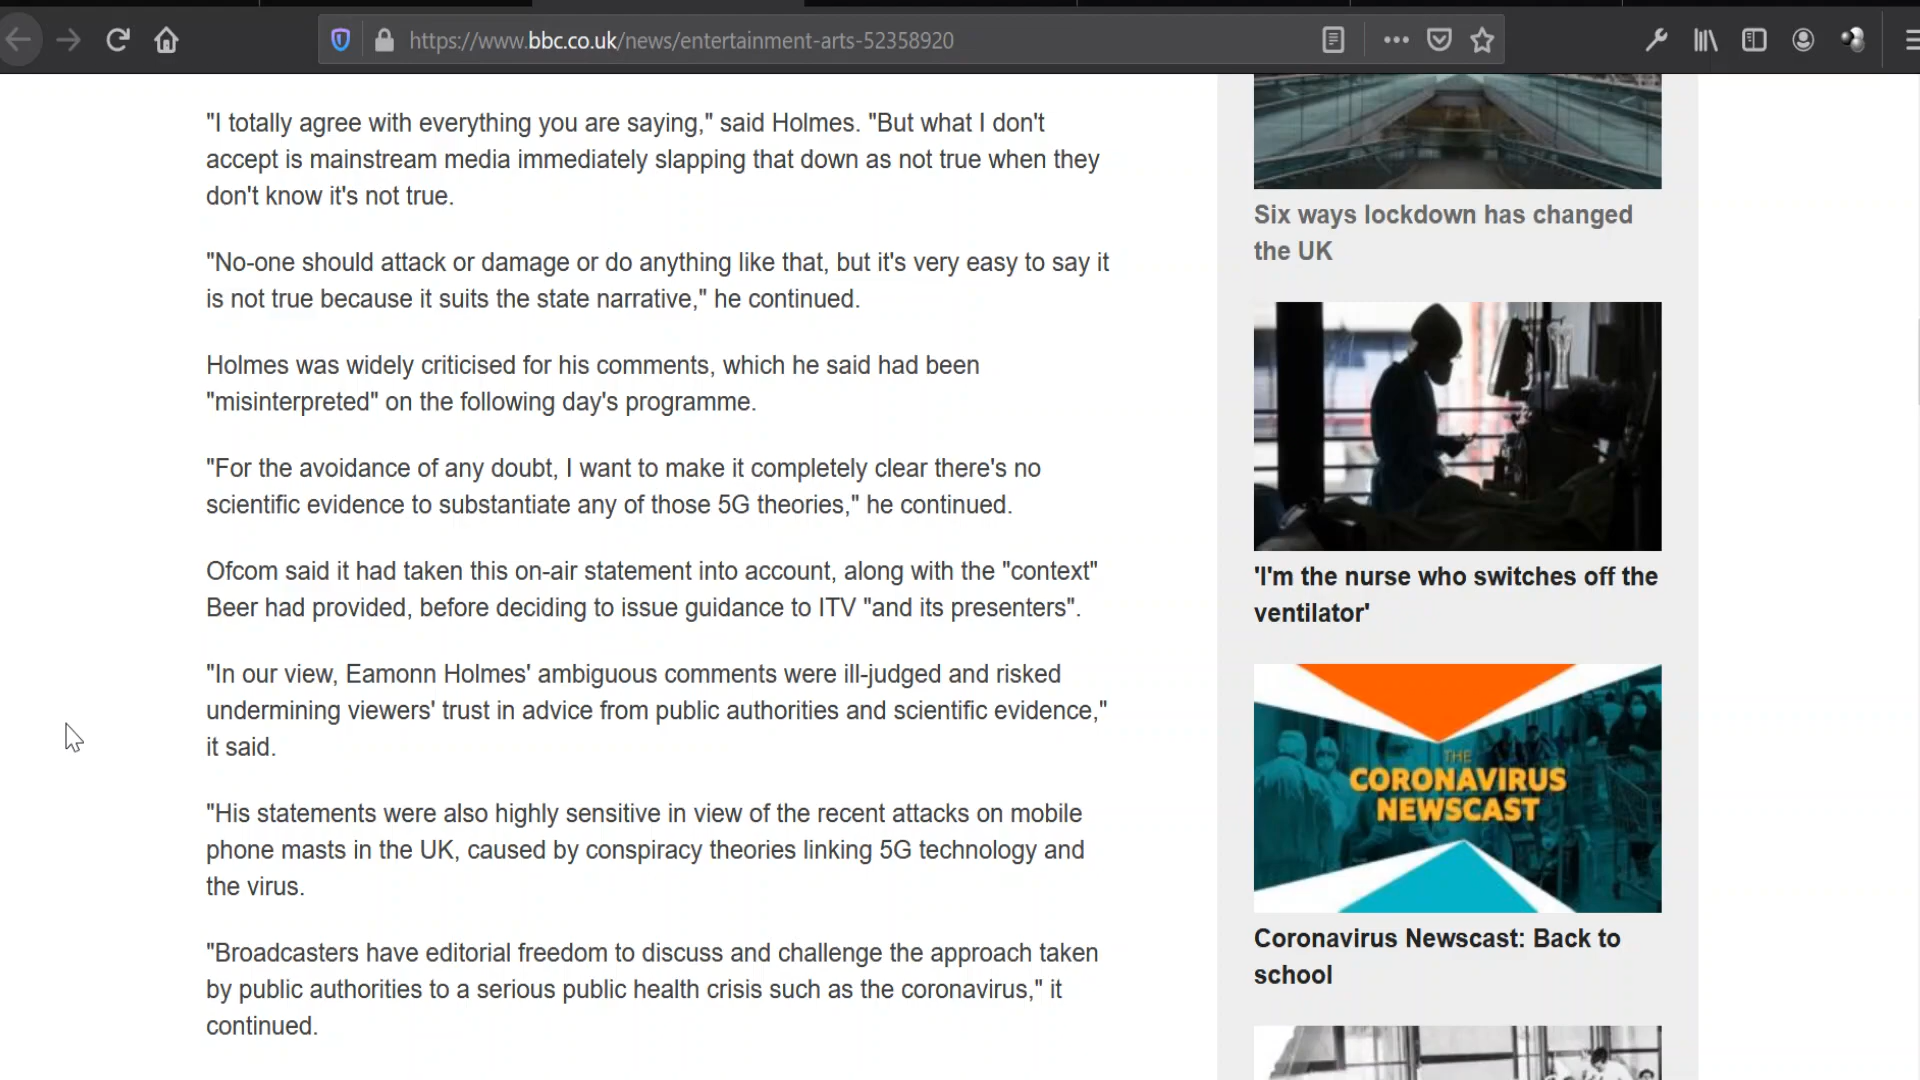 https://www.bbc.co.uk/news/entertainment-arts-52358920
"I totally agree with everything you are saying," said Holmes. "But what I don't
accept is mainstream media immediately slapping that down as not true when they
don't know it's not true.
"No-one should attack or damage or do anything like that, but it's very easy to say it
is not true because it suits the state narrative," he continued.
Holmes was widely criticised for his comments, which he said had been
"misinterpreted" on the following day's programme.
"For the avoidance of any doubt, I want to make it completely clear there's no
scientific evidence to substantiate any of those 5G theories," he continued.
Ofcom said it had taken this on-air statement into account, along with the "context"
Beer had provided, before deciding to issue guidance to ITV "and its presenters".
"In our view, Eamonn Holmes' ambiguous comments were ill-judged and risked
undermining viewers' trust in advice from public authorities and scientific evidence,"
it said.
"His statements were also highly sensitive in view of the recent attacks on mobile
phone masts in the UK, caused by conspiracy theories linking 5G technology and
the virus.
"Broadcasters have editorial freedom to discuss and challenge the approach taken
by public authorities to a serious public health crisis such as the coronavirus," it
continued.
Six ways lockdown has changed
the UK
'I'm the nurse who switches off the
ventilator'
THE
CORONAVIRUS
NEWSCAST
Coronavirus Newscast: Back to
school